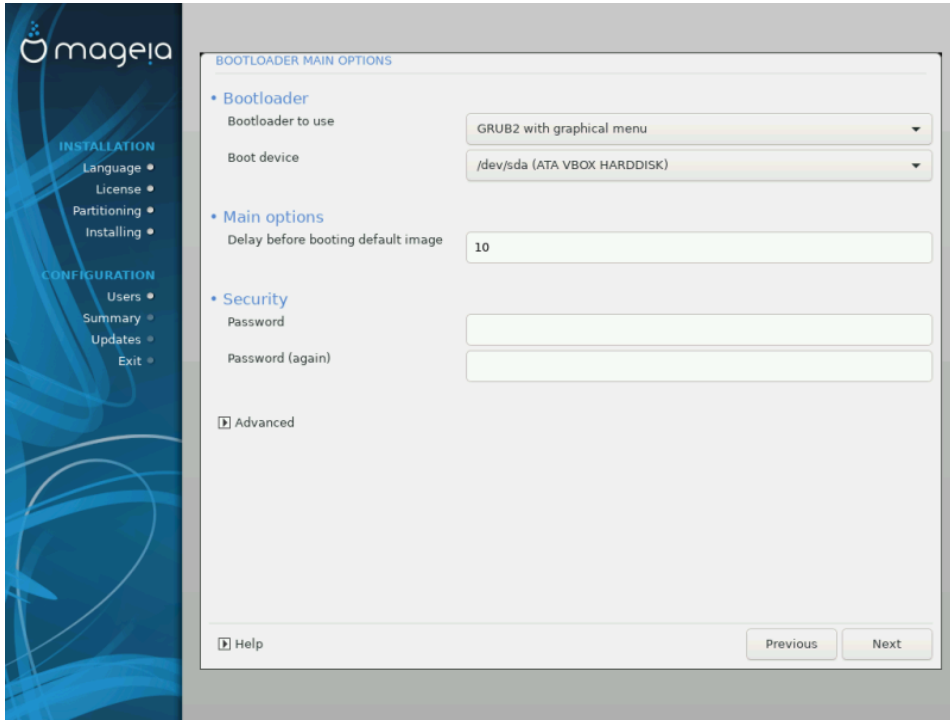 mageia
INSTALLATION
Language
License
Partitioning
Installing
CONFIGURATION
Users
Summary
Updates
Exit
BOOTLOADER MAIN OPTIONS
• Bootloader
Bootloader to use
GRUB2 with graphical menu
Boot device
/dev/sda (ATA VBOX HARDDISK)
• Main options
Delay before booting default image
10
• Security
Password
Password (again)
Advanced
Help
Previous
Next